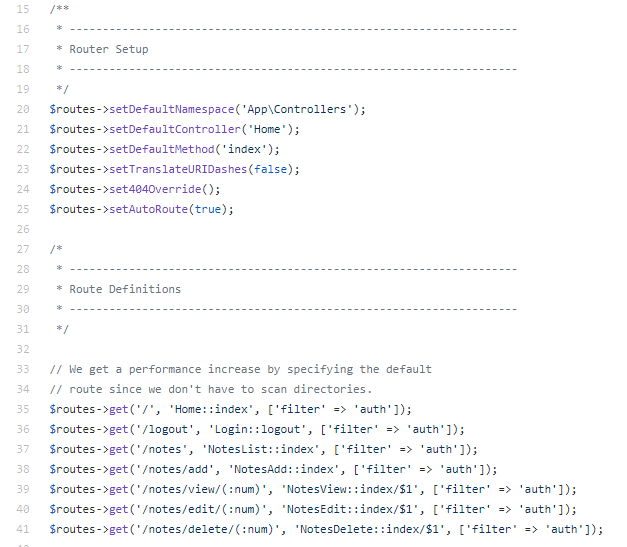 15 /**
16  * --------------------------------------------------------------------
17  * Router Setup
18  * --------------------------------------------------------------------
19  */
20 $routes->setDefaultNamespace('App\Controllers');
21 $routes->setDefaultController('Home');
22 $routes->setDefaultMethod('index');
23 $routes->setTranslateURIDashes(false);
24 $routes->set404Override();
25 $routes->setAutoRoute(true);
26
27 /*
28  * --------------------------------------------------------------------
29  * Route Definitions
30  * --------------------------------------------------------------------
31  */
32
33 // We get a performance increase by specifying the default
34 // route since we don't have to scan directories.
35 $routes->get('/', 'Home::index', ['filter' => 'auth']);
36 $routes->get('/logout', 'Login::logout', ['filter' => 'auth']);
37 $routes->get('/notes', 'NotesList::index', ['filter' => 'auth']);
38 $routes->get('/notes/add', 'NotesAdd::index', ['filter' => 'auth']);
39 $routes->get('/notes/view/(:num)', 'NotesView::index/$1', ['filter' => 'auth']);
40 $routes->get('/notes/edit/(:num)', 'NotesEdit::index/$1', ['filter' => 'auth']);
41 $routes->get('/notes/delete/(:num)', 'NotesDelete::index/$1', ['filter' => 'auth']);